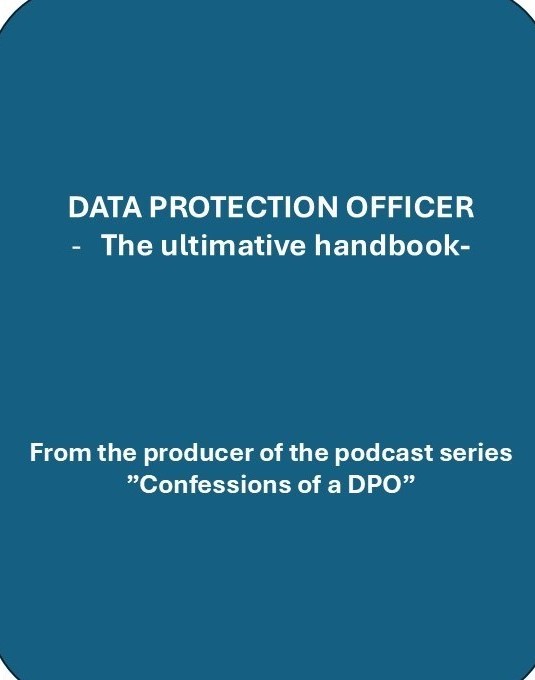 DATA PROTECTION OFFICER
- The ultimative handbook-
From the producer of the podcast series
”Confessions of a DPO”